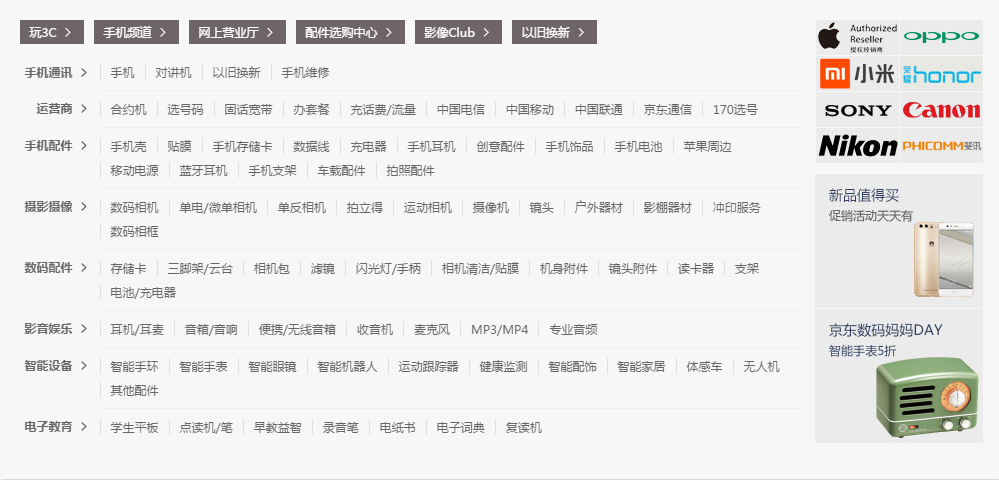 玩3C > 手机频道 > 网上营业厅 > 配件选购中心 > 影像Club > 以旧换新 >
手机通讯 > 手机 对讲机 以旧换新 手机维修
运营商 > 合约机 选号码 固话宽带 办套餐 充话费/流量 中国电信 中国移动 中国联通 京东通信 170选号
手机配件 > 手机壳 贴膜 手机存储卡 数据线 充电器 手机耳机 创意配件 手机饰品 手机电池 苹果周边
移动电源 蓝牙耳机 手机支架 车载配件 拍照配件
摄影摄像 > 数码相机 单电/微单相机 单反相机 拍立得 运动相机 摄像机 镜头 户外器材 影棚器材 冲印服务
数码相框
数码配件 > 存储卡 三脚架/云台 相机包 滤镜 闪光灯/手柄 相机清洁/贴膜 机身附件 镜头附件 读卡器 支架
电池/充电器
影音娱乐 > 耳机/耳麦 音箱/音响 便携/无线音箱 收音机 麦克风 MP3/MP4 专业音频
智能设备 > 智能手环 智能手表 智能眼镜 智能机器人 运动跟踪器 健康监测 智能配饰 智能家居 体感车 无人机
其他配件
电子教育 > 学生平板 点读机/笔 早教益智 录音笔 电纸书 电子词典 复读机
Authorized
Reseller
授权经销商
oppo
mi 小米
荣耀 honor
SONY
Canon
Nikon
PHICOMM斐讯
新品值得买
促销活动天天有
京东数码妈妈DAY
智能手表5折